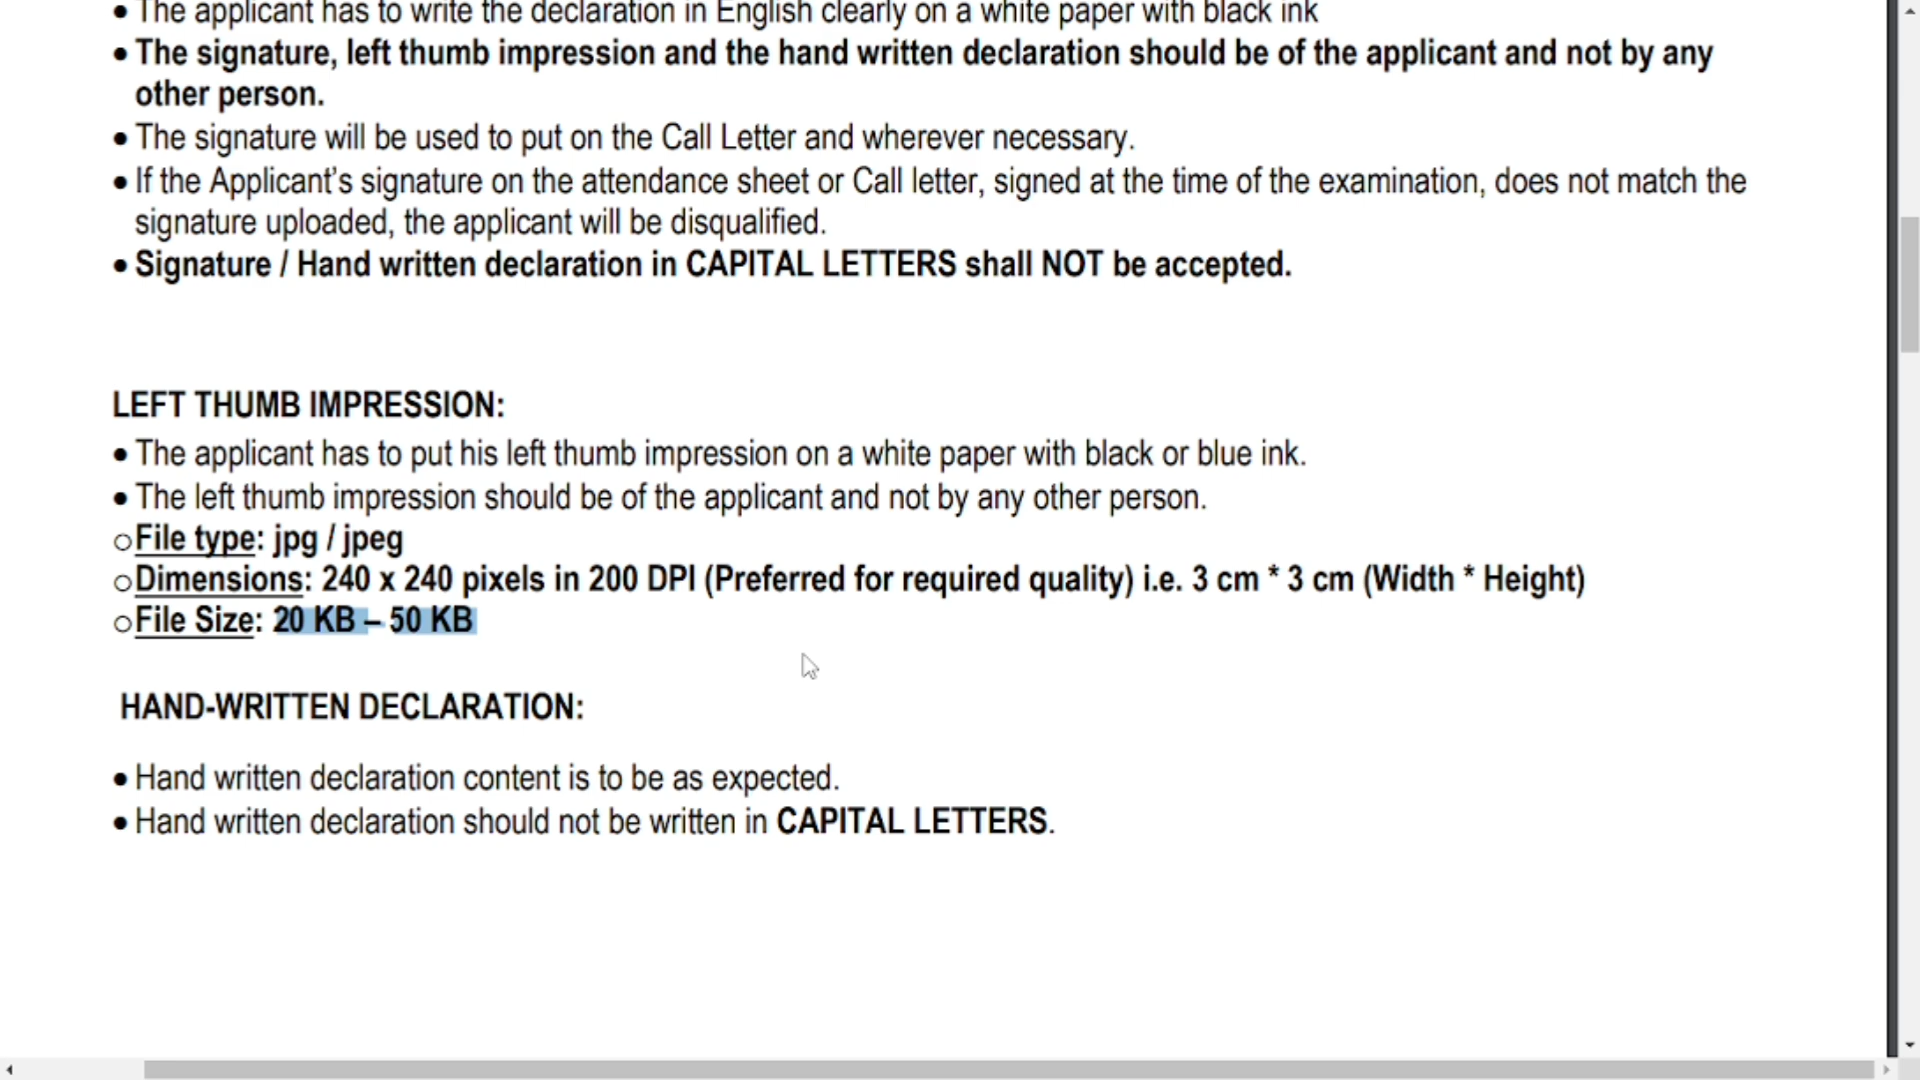 • The applicant has to write the declaration in English clearly on a white paper with black ink
• The signature, left thumb impression and the hand written declaration should be of the applicant and not by any
other person.
• The signature will be used to put on the Call Letter and wherever necessary.
• If the Applicant’s signature on the attendance sheet or Call letter, signed at the time of the examination, does not match the
signature uploaded, the applicant will be disqualified.
• Signature / Hand written declaration in CAPITAL LETTERS shall NOT be accepted.
LEFT THUMB IMPRESSION:
• The applicant has to put his left thumb impression on a white paper with black or blue ink.
• The left thumb impression should be of the applicant and not by any other person.
○ File type: jpg / jpeg
○ Dimensions: 240 x 240 pixels in 200 DPI (Preferred for required quality) i.e. 3 cm * 3 cm (Width * Height)
○ File Size: 20 KB – 50 KB
HAND-WRITTEN DECLARATION:
• Hand written declaration content is to be as expected.
• Hand written declaration should not be written in CAPITAL LETTERS.